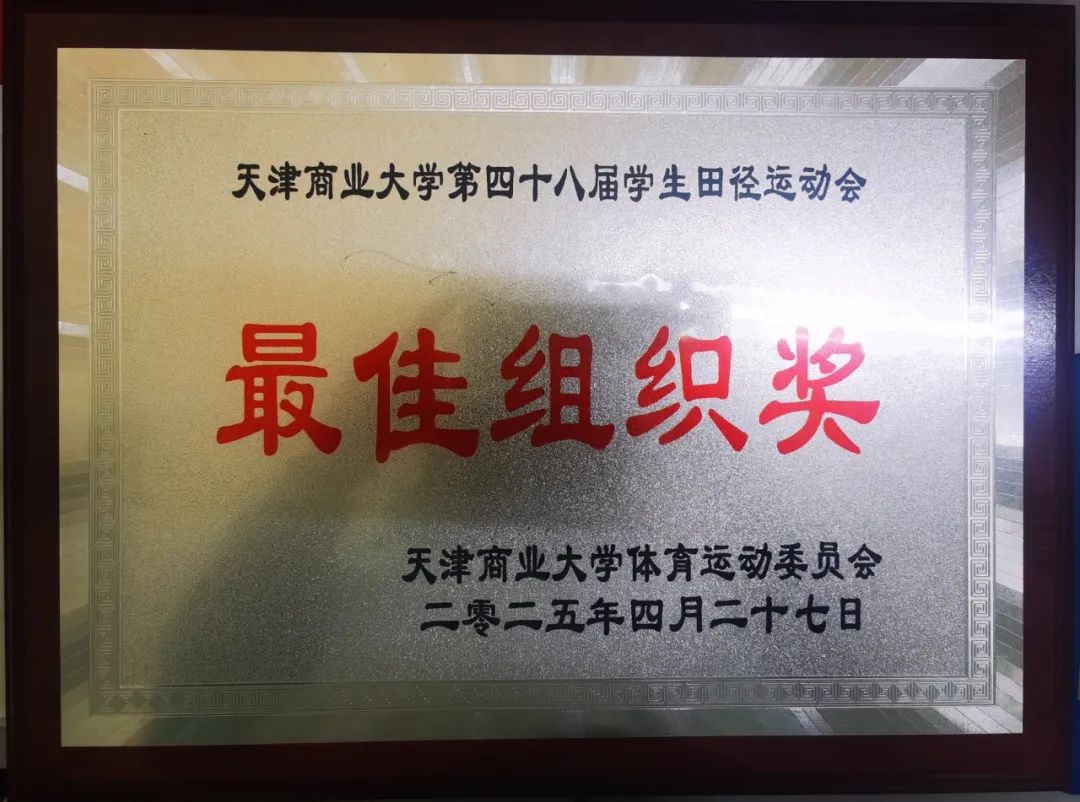 天津商业大学第四十八届学生田径运动会
最佳组织奖
天津商业大学体育运动委员会
二零二五年四月二十七日